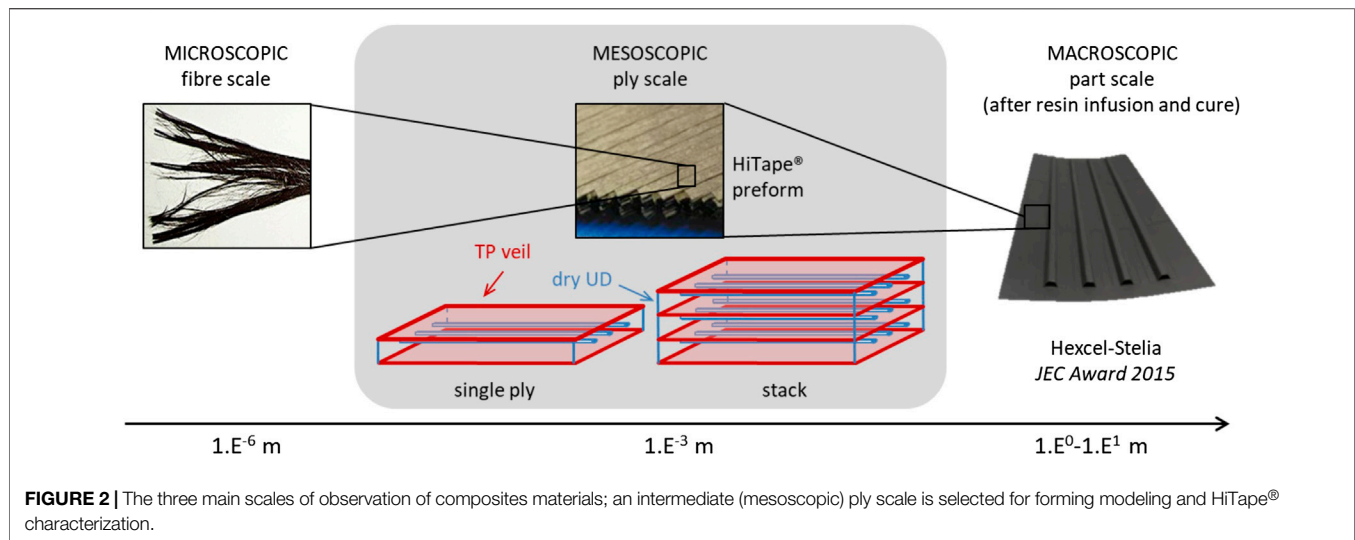 MICROSCOPIC
fibre scale
MESOSCOPIC
ply scale
MACROSCOPIC
part scale
(after resin infusion and cure)
HiTape®
preform
TP veil
dry UD
single ply
stack
Hexcel-Stelia
JEC Award 2015
1.E⁻⁶ m
1.E⁻³ m
1.E⁰-1.E¹ m
FIGURE 2 | The three main scales of observation of composites materials; an intermediate (mesoscopic) ply scale is selected for forming modeling and HiTape®
characterization.